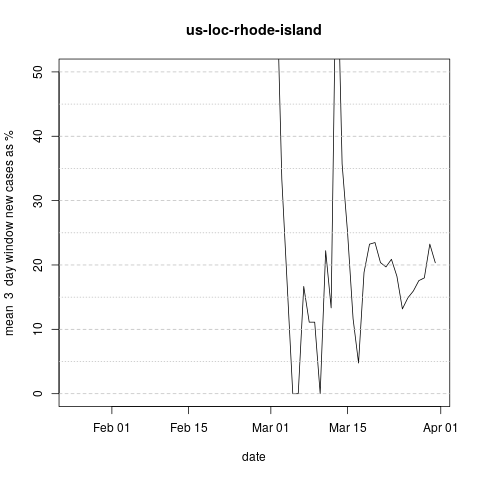 us-loc-rhode-island
mean 3 day window new cases as %
50
40
30
20
10
0
Feb 01 Feb 15 Mar 01 Mar 15 Apr 01
date